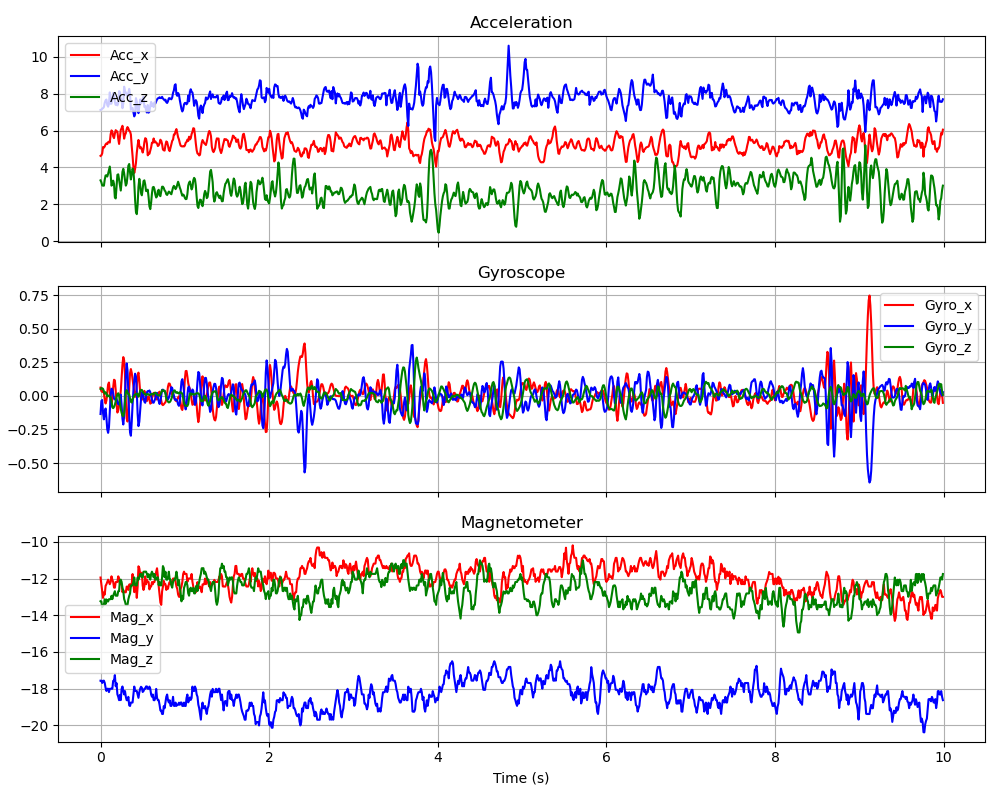 Acceleration
10
8
6
4
2
0
Acc_x
Acc_y
Acc_z
Gyroscope
0.75
0.50
0.25
0.00
−0.25
−0.50
Gyro_x
Gyro_y
Gyro_z
Magnetometer
−10
−12
−14
−16
−18
−20
Mag_x
Mag_y
Mag_z
0 2 4 6 8 10
Time (s)